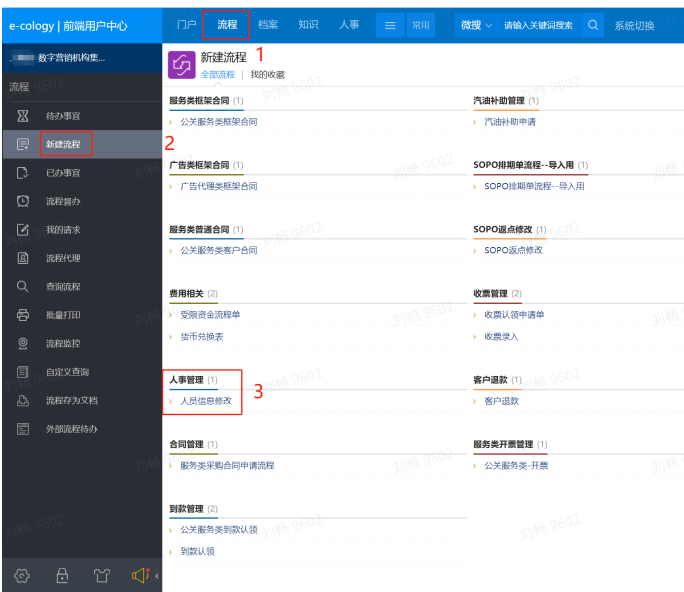 e-cology | 前端用户中心
门户 流程 档案 知识 人事 常用 微搜 请输入关键词搜索 系统切换
数字营销机构集...
新建流程 1
全部流程 | 我的收藏
流程
待办事宜
新建流程 2
已办事宜
流程督办
我的请求
流程代理
查询流程
批量打印
流程监控
自定义查询
流程存为文档
外部流程待办
服务类框架合同 (1)
公关服务类框架合同
广告类框架合同 (1)
广告代理类框架合同
服务类普通合同 (1)
公关服务类客户合同
费用相关 (2)
受限资金流程单
货币兑换表
人事管理 (1)
人员信息修改
3
合同管理 (1)
服务类采购合同申请流程
到款管理 (2)
公关服务类到款认领
到款认领
汽油补助管理 (1)
汽油补助申请
SOPO排期单流程--导入用 (1)
SOPO排期单流程--导入用
SOPO返点修改 (1)
SOPO返点修改
收票管理 (2)
收票认领申请单
收票录入
客户退款 (1)
客户退款
服务类开票管理 (1)
公关服务类-开票
刘畅 9602